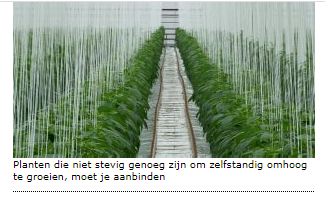 Planten die niet stevig genoeg zijn om zelfstandig omhoog
te groeien, moet je aanbinden